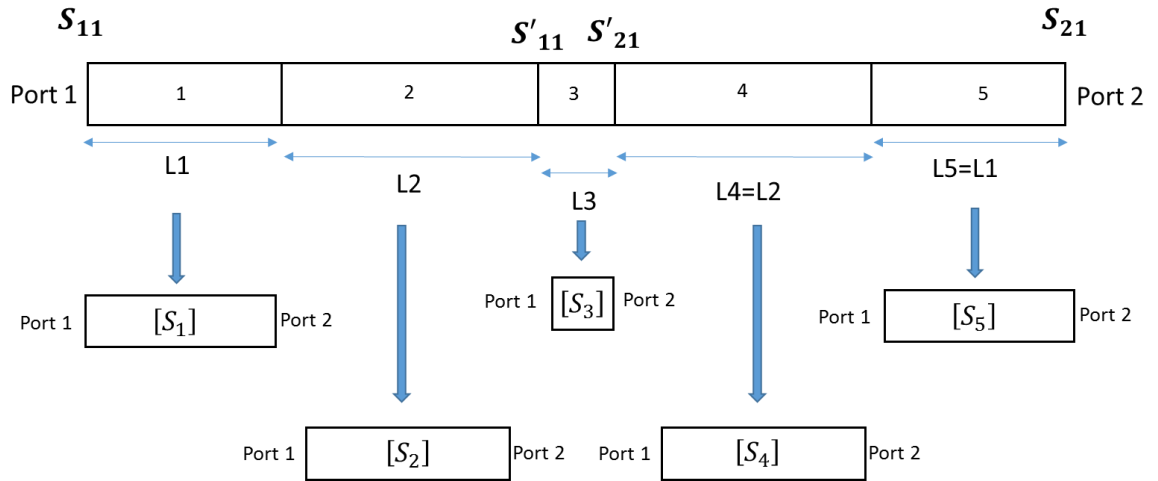 S₁₁ S′₁₁ S′₂₁ S₂₁
Port 1 1 2 3 4 5 Port 2
L1 L2 L3 L4=L2 L5=L1
Port 1 [S₁] Port 2
Port 1 [S₃] Port 2
Port 1 [S₅] Port 2
Port 1 [S₂] Port 2
Port 1 [S₄] Port 2